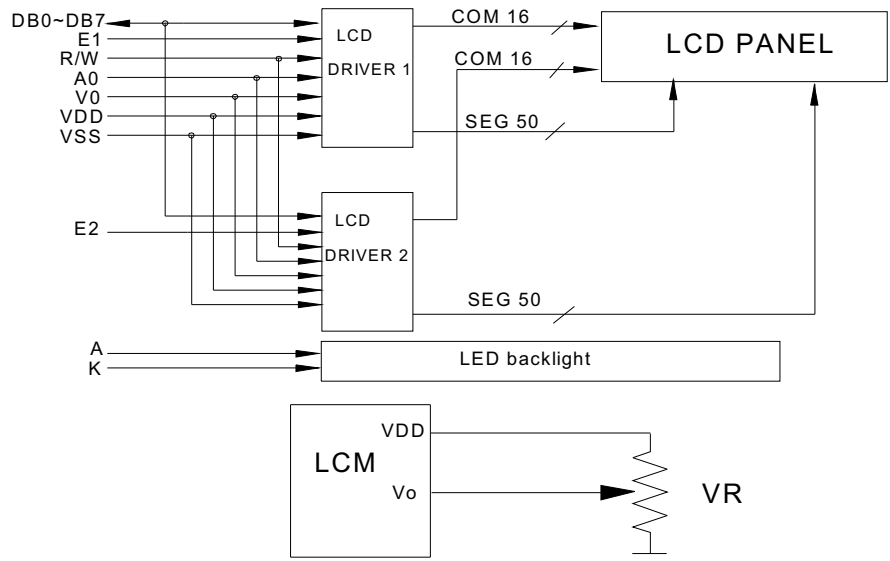 DB0~DB7
E1
R/W
A0
V0
VDD
VSS
LCD
DRIVER 1
COM 16
COM 16
SEG 50
LCD PANEL
E2
LCD
DRIVER 2
SEG 50
A
K
LED backlight
VDD
LCM
Vo
VR